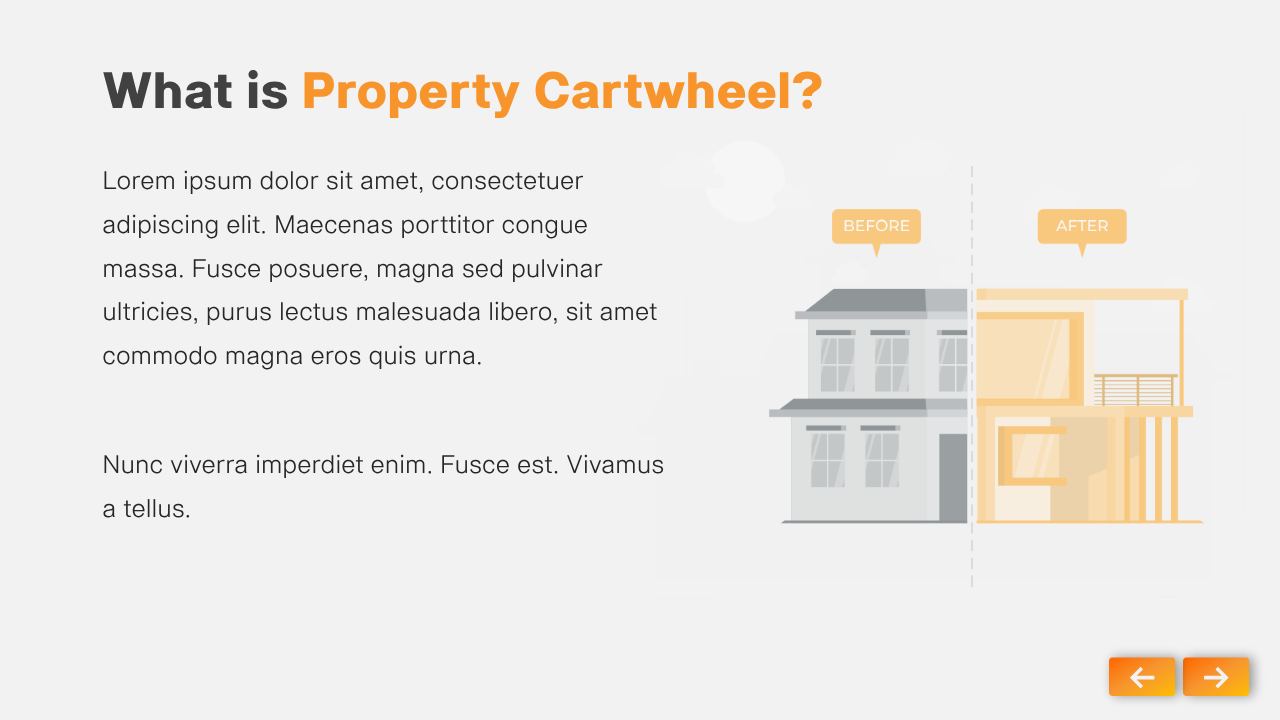 What is Property Cartwheel?
Lorem ipsum dolor sit amet, consectetuer
adipiscing elit. Maecenas porttitor congue
massa. Fusce posuere, magna sed pulvinar
ultricies, purus lectus malesuada libero, sit amet
commodo magna eros quis urna.
Nunc viverra imperdiet enim. Fusce est. Vivamus
a tellus.
BEFORE
AFTER